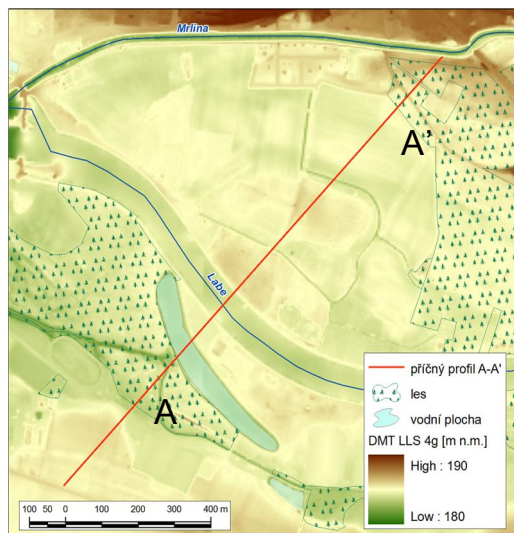 Mrlina
A'
Labe
A
příčný profil A-A'
les
vodní plocha
DMT LLS 4g [m n.m.]
High : 190
Low : 180
100 50 0 100 200 300 400 m